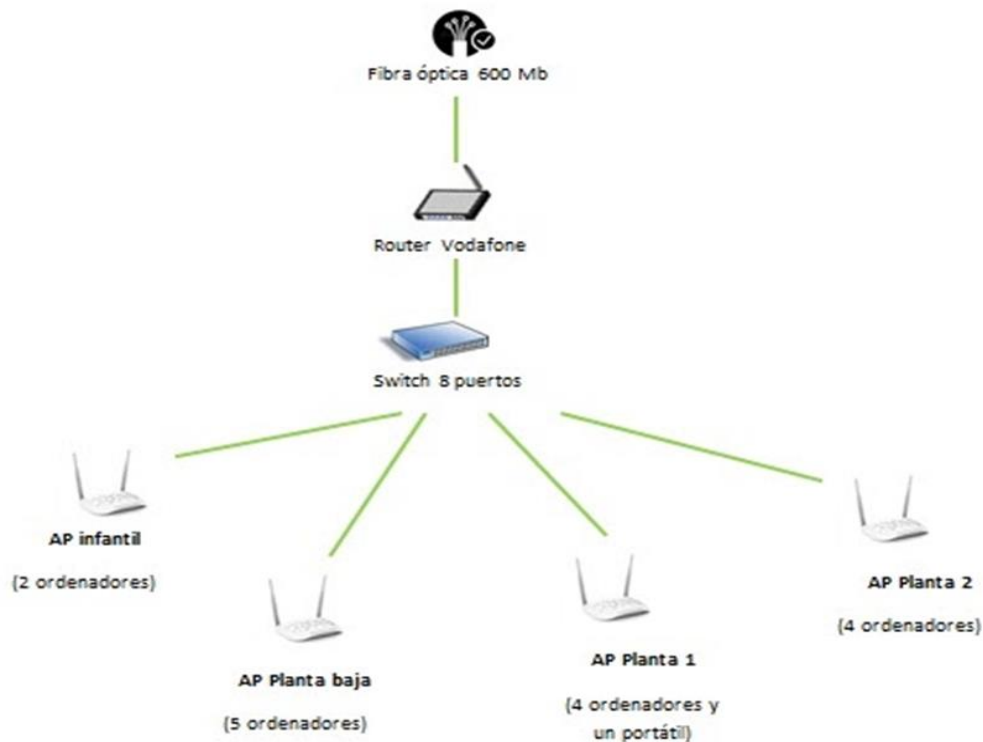 Fibra óptica 600 Mb
Router Vodafone
Switch 8 puertos
AP infantil
(2 ordenadores)
AP Planta baja
(5 ordenadores)
AP Planta 1
(4 ordenadores y
un portátil)
AP Planta 2
(4 ordenadores)